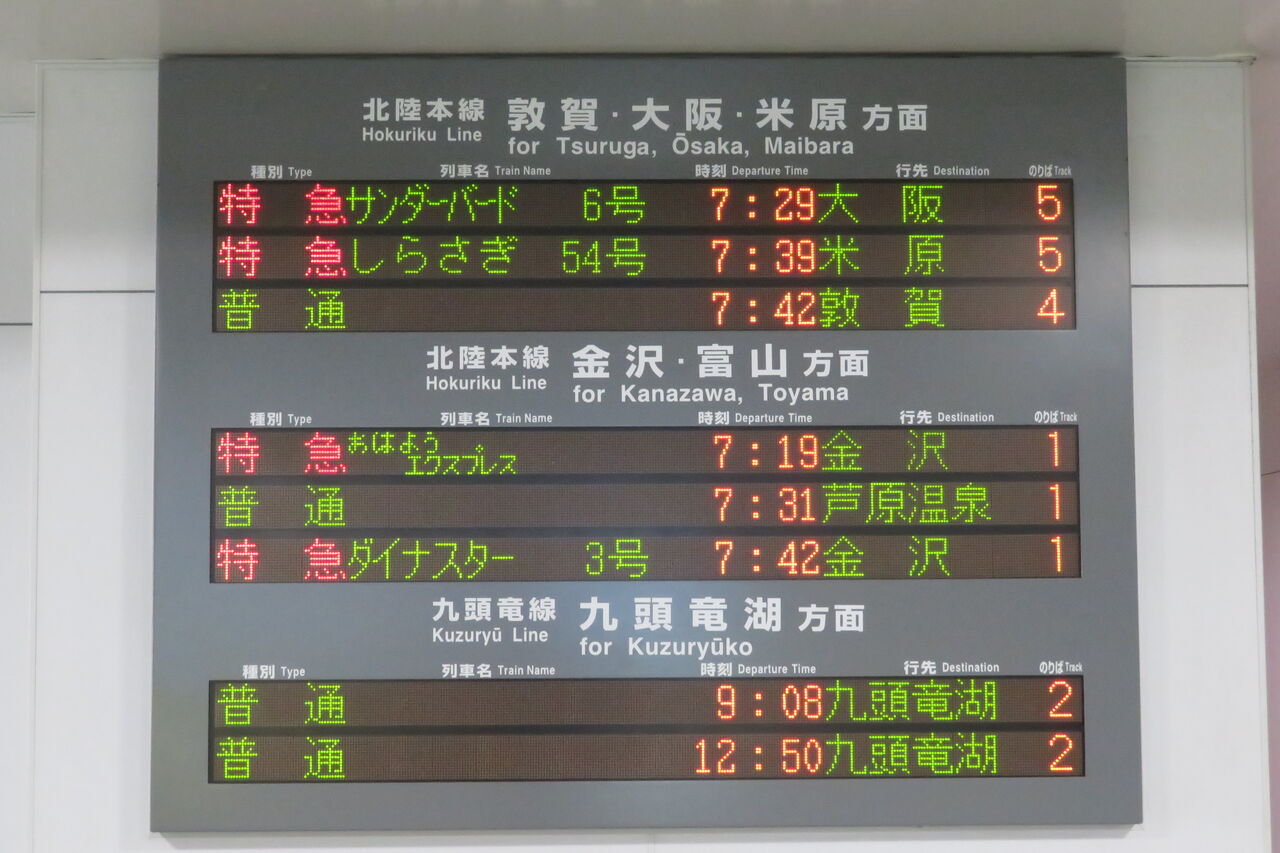 北陸本線 敦賀・大阪・米原 方面
Hokuriku Line for Tsuruga, Ōsaka, Maibara
種別 Type 列車名 Train Name 時刻 Departure Time 行先 Destination のりば Track
特急 サンダーバード 6号 7:29 大阪 5
特急 しらさぎ 54号 7:39 米原 5
普通 7:42 敦賀 4
北陸本線 金沢・富山 方面
Hokuriku Line for Kanazawa, Toyama
種別 Type 列車名 Train Name 時刻 Departure Time 行先 Destination のりば Track
特急 おはようエクスプレス 7:19 金沢 1
普通 7:31 芦原温泉 1
特急 ダイナスター 3号 7:42 金沢 1
九頭竜線 九頭竜湖 方面
Kuzuryū Line for Kuzuryūko
種別 Type 列車名 Train Name 時刻 Departure Time 行先 Destination のりば Track
普通 9:08 九頭竜湖 2
普通 12:50 九頭竜湖 2